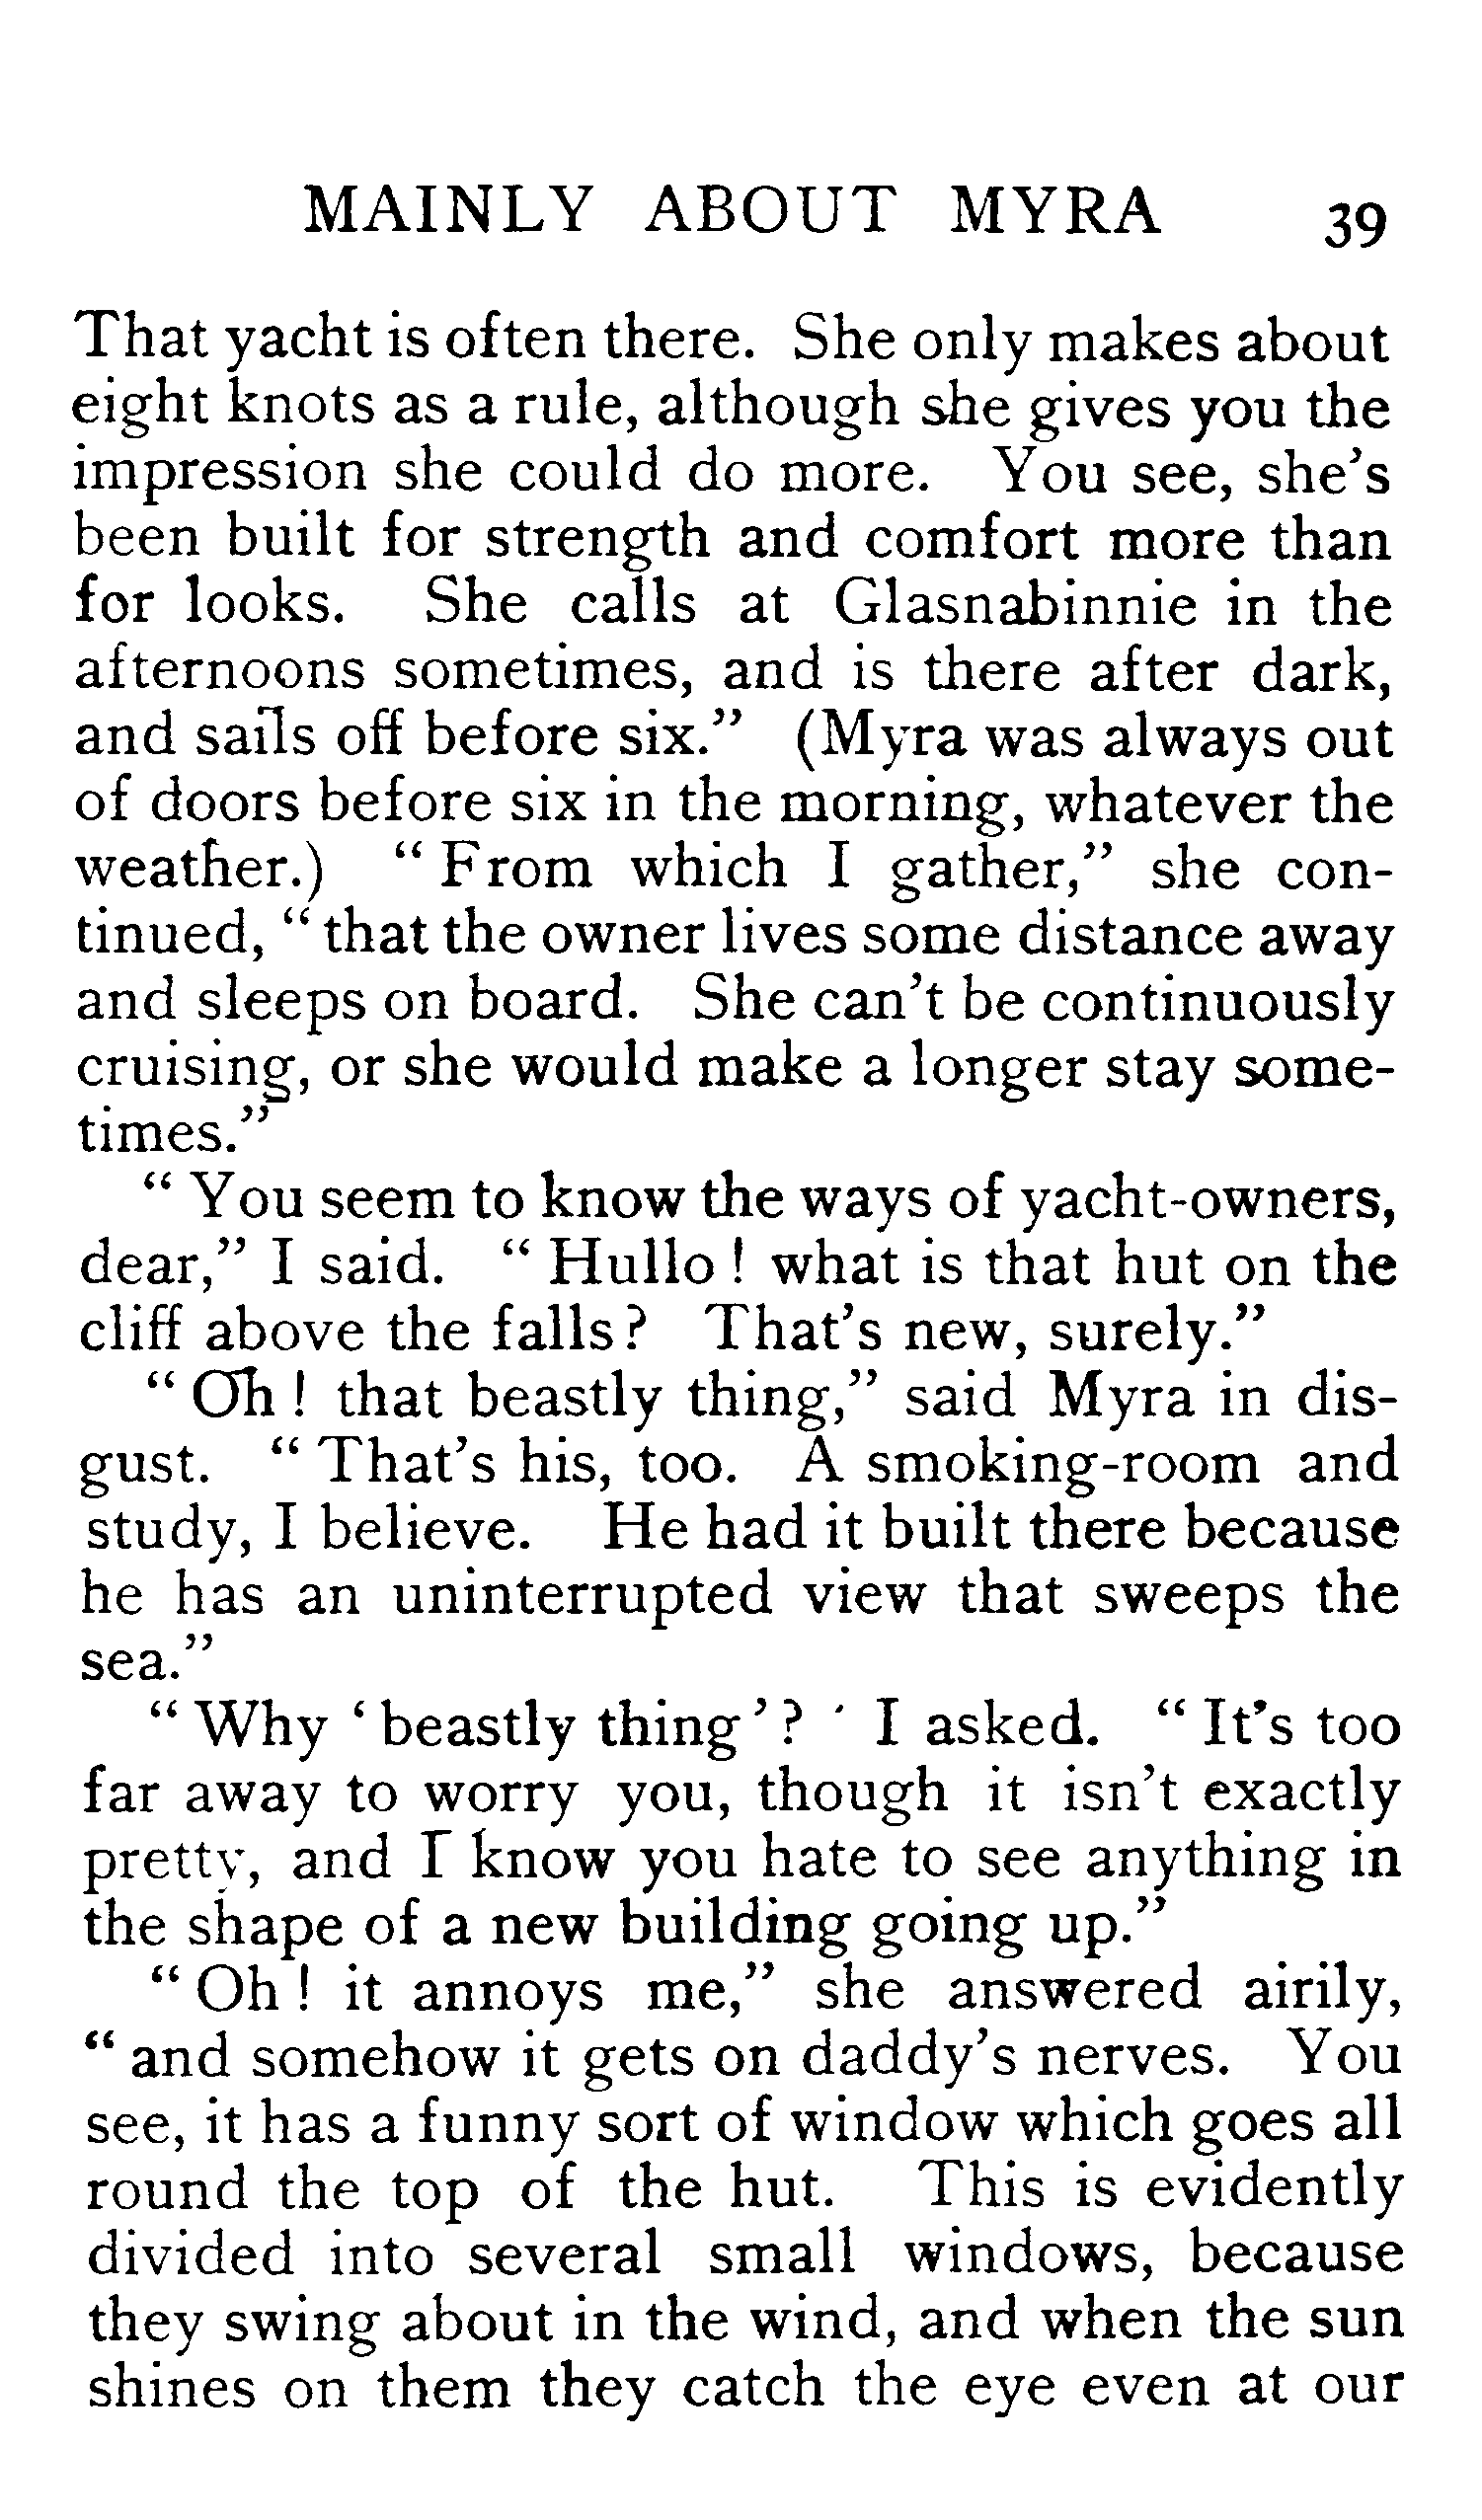 MAINLY ABOUT MYRA 39
That yacht is often there. She only makes about
eight knots as a rule, although she gives you the
impression she could do more. You see, she's
been built for strength and comfort more than
for looks. She calls at Glasnabinnie in the
afternoons sometimes, and is there after dark,
and sails off before six." (Myra was always out
of doors before six in the morning, whatever the
weather.) "From which I gather," she con-
tinued, "that the owner lives some distance away
and sleeps on board. She can't be continuously
cruising, or she would make a longer stay some-
times."
"You seem to know the ways of yacht-owners,
dear," I said. "Hullo! what is that hut on the
cliff above the falls? That's new, surely."
"Oh! that beastly thing," said Myra in dis-
gust. "That's his, too. A smoking-room and
study, I believe. He had it built there because
he has an uninterrupted view that sweeps the
sea."
"Why 'beastly thing'?' I asked. "It's too
far away to worry you, though it isn't exactly
pretty, and I know you hate to see anything in
the shape of a new building going up."
"Oh! it annoys me," she answered airily,
"and somehow it gets on daddy's nerves. You
see, it has a funny sort of window which goes all
round the top of the hut. This is evidently
divided into several small windows, because
they swing about in the wind, and when the sun
shines on them they catch the eye even at our